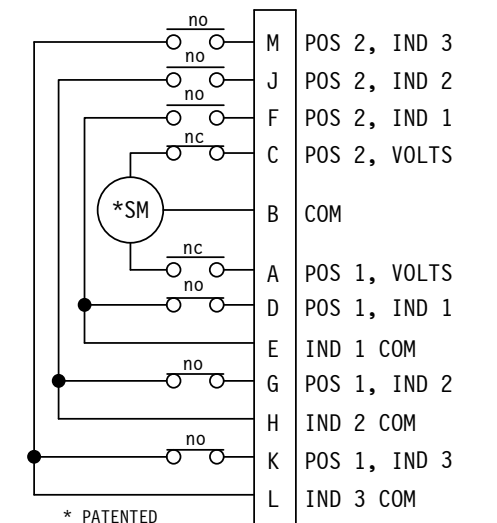 no
M POS 2, IND 3
no
J POS 2, IND 2
no
F POS 2, IND 1
nc
C POS 2, VOLTS
*SM
B COM
nc
A POS 1, VOLTS
no
D POS 1, IND 1
E IND 1 COM
no
G POS 1, IND 2
H IND 2 COM
no
K POS 1, IND 3
L IND 3 COM
* PATENTED